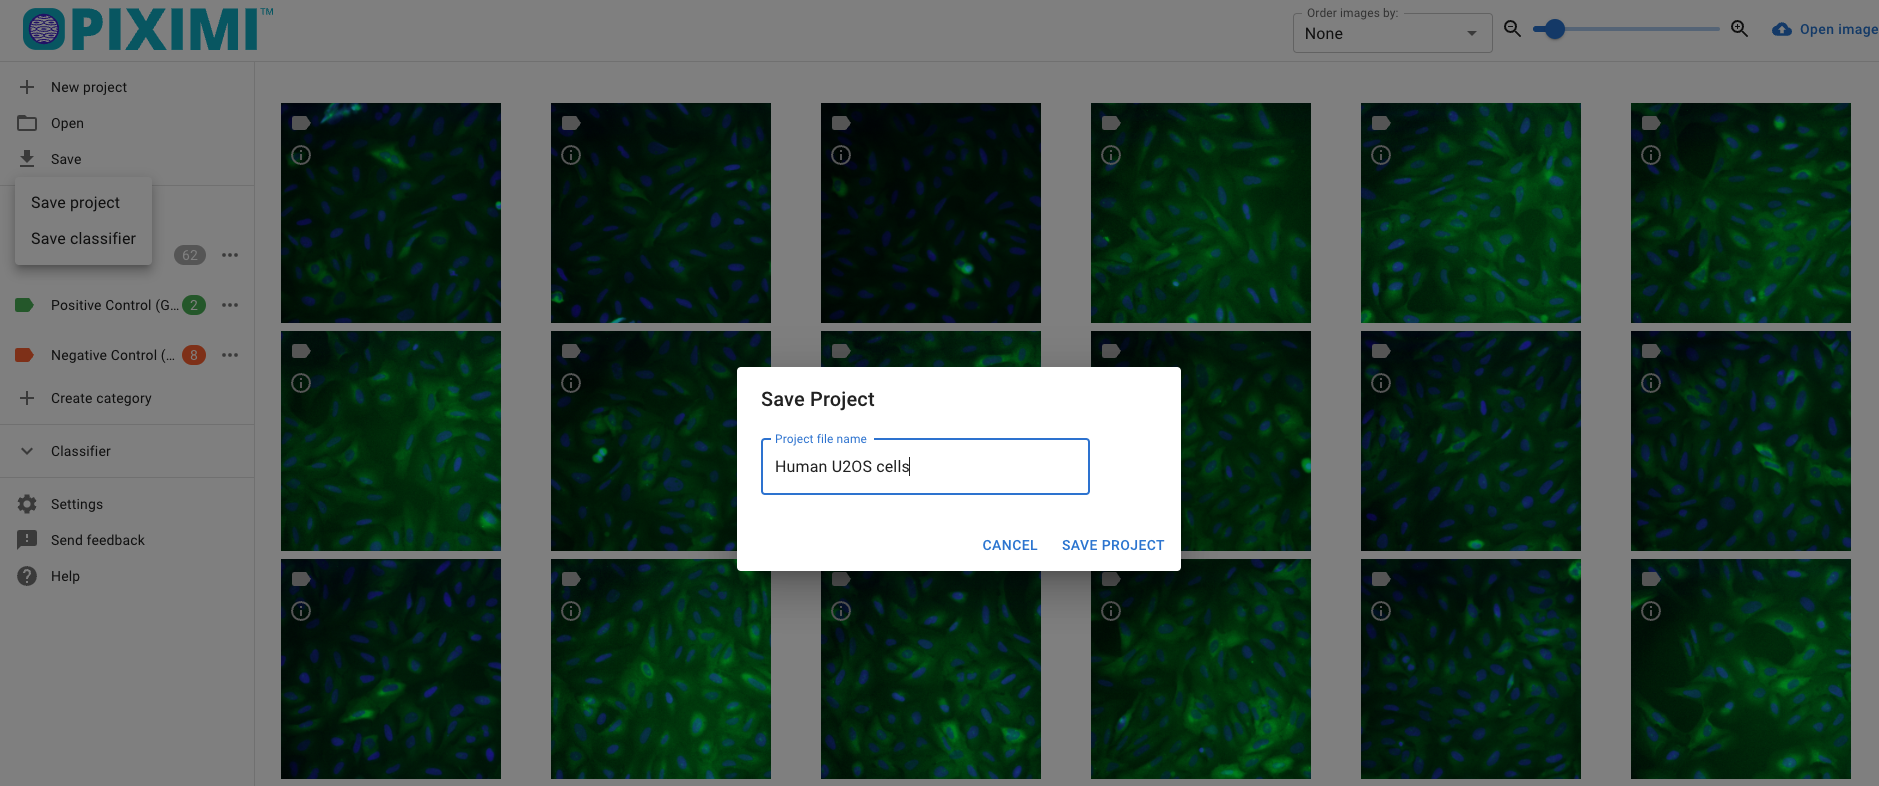 PIXIMI™
Order images by:
None
Open image
New project
Open
Save
Save project
Save classifier
62
Positive Control (G... 2
Negative Control (... 8
Create category
Classifier
Settings
Send feedback
Help
Save Project
Project file name
Human U2OS cells
CANCEL SAVE PROJECT